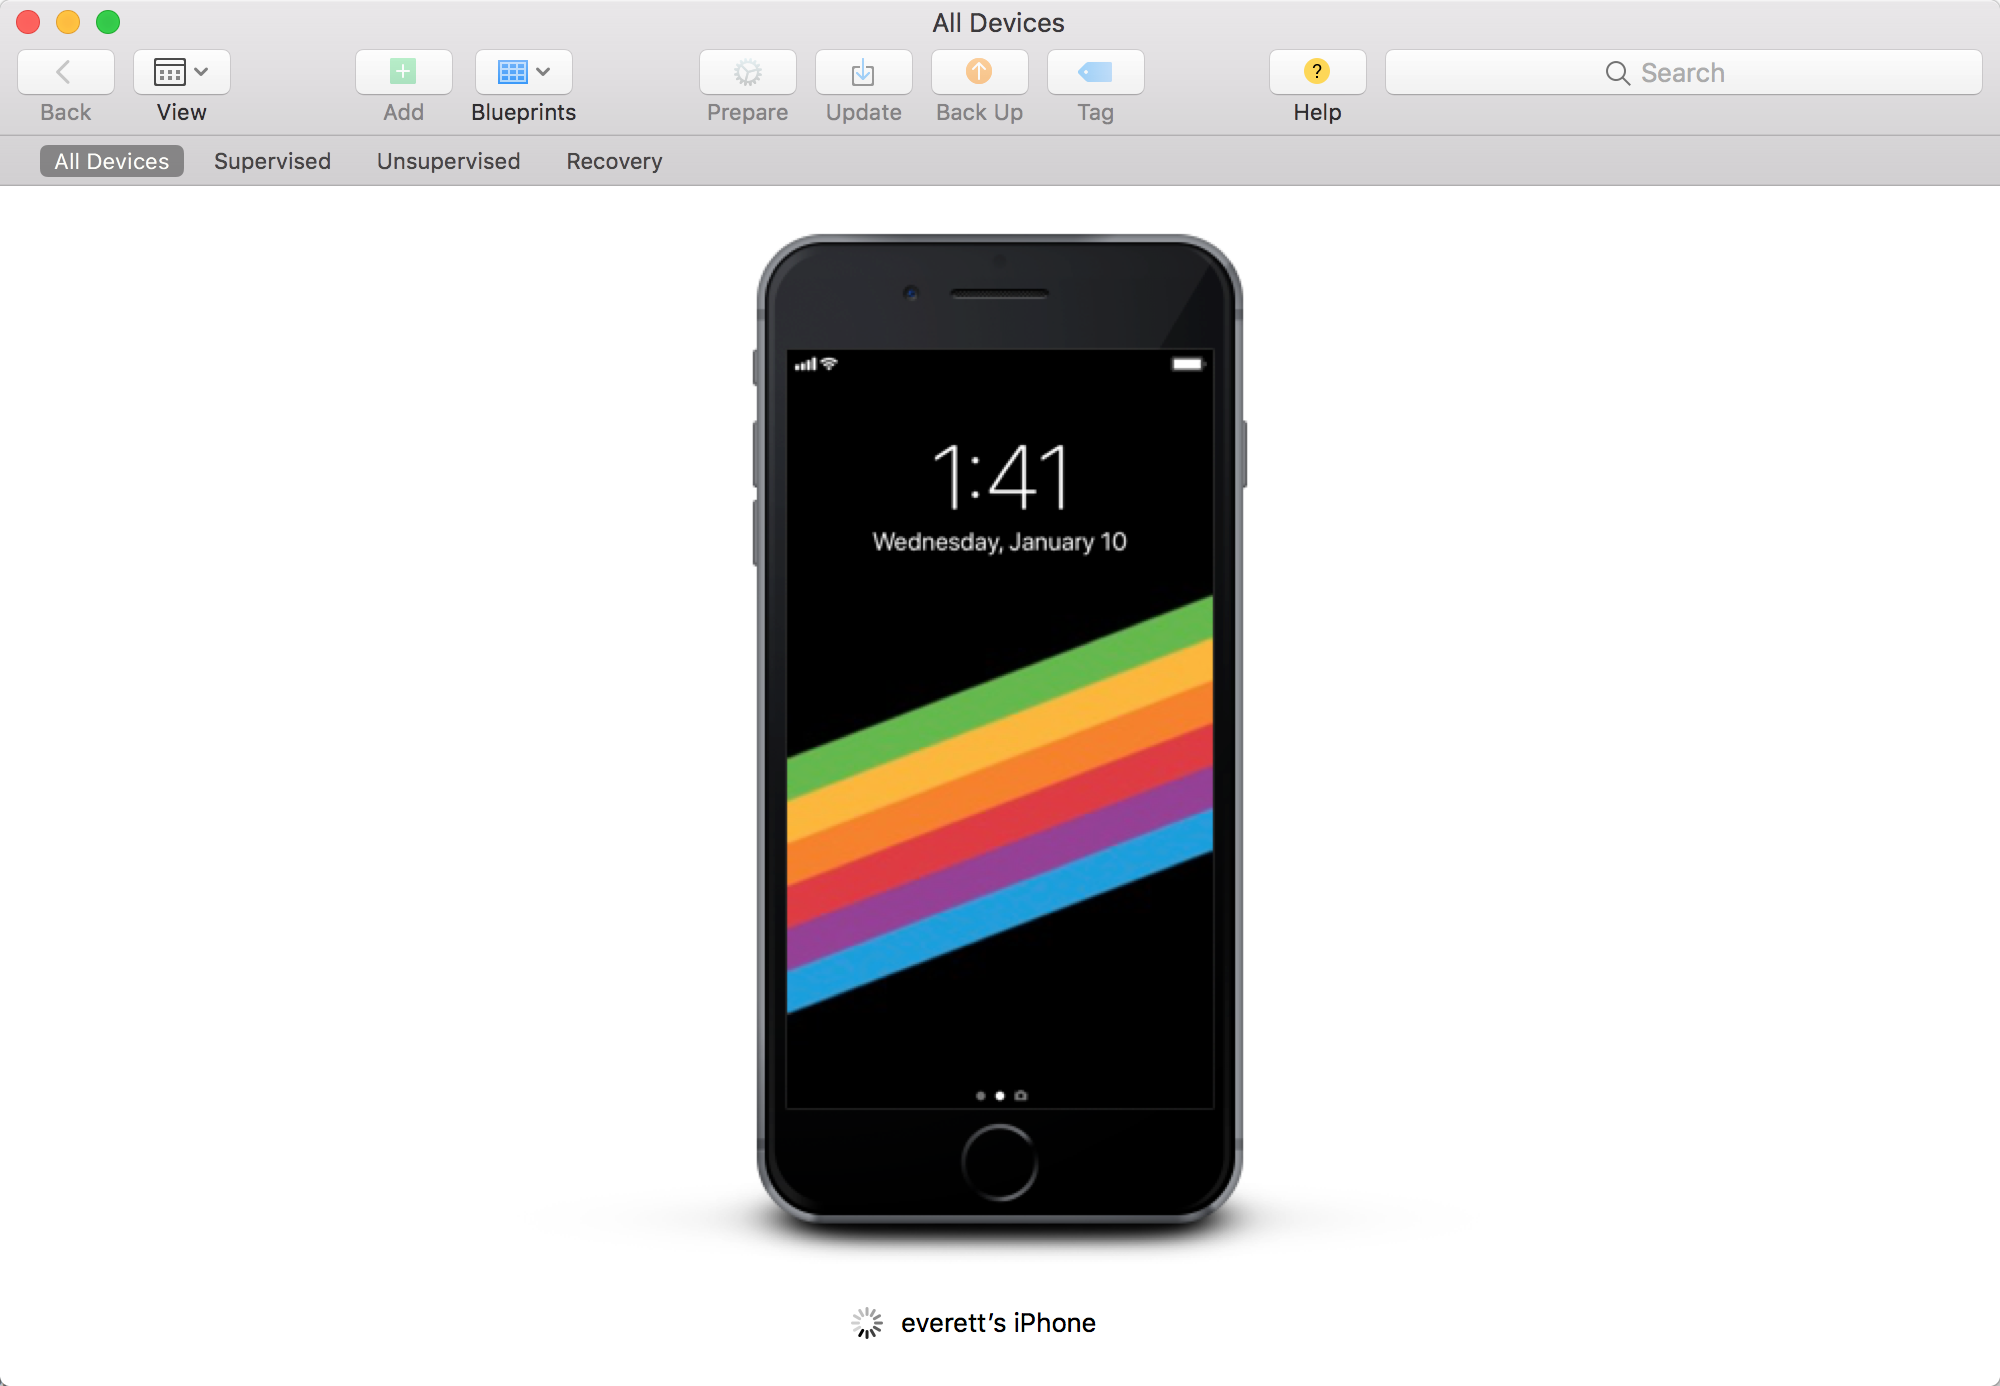 All Devices
Back
View
Add
Blueprints
Prepare
Update
Back Up
Tag
?
Help
Search
All Devices
Supervised
Unsupervised
Recovery
1:41
Wednesday, January 10
everett’s iPhone